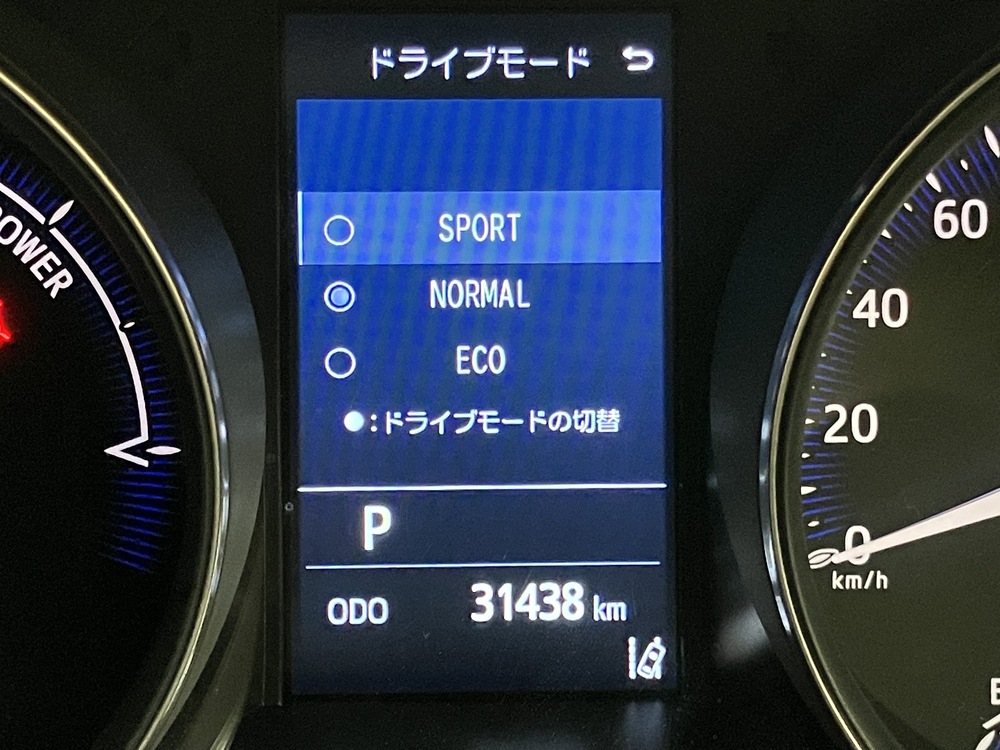 ドライブモード
SPORT
NORMAL
ECO
●:ドライブモードの切替
P
ODO 31438 km
POWER
60
40
20
0
km/h